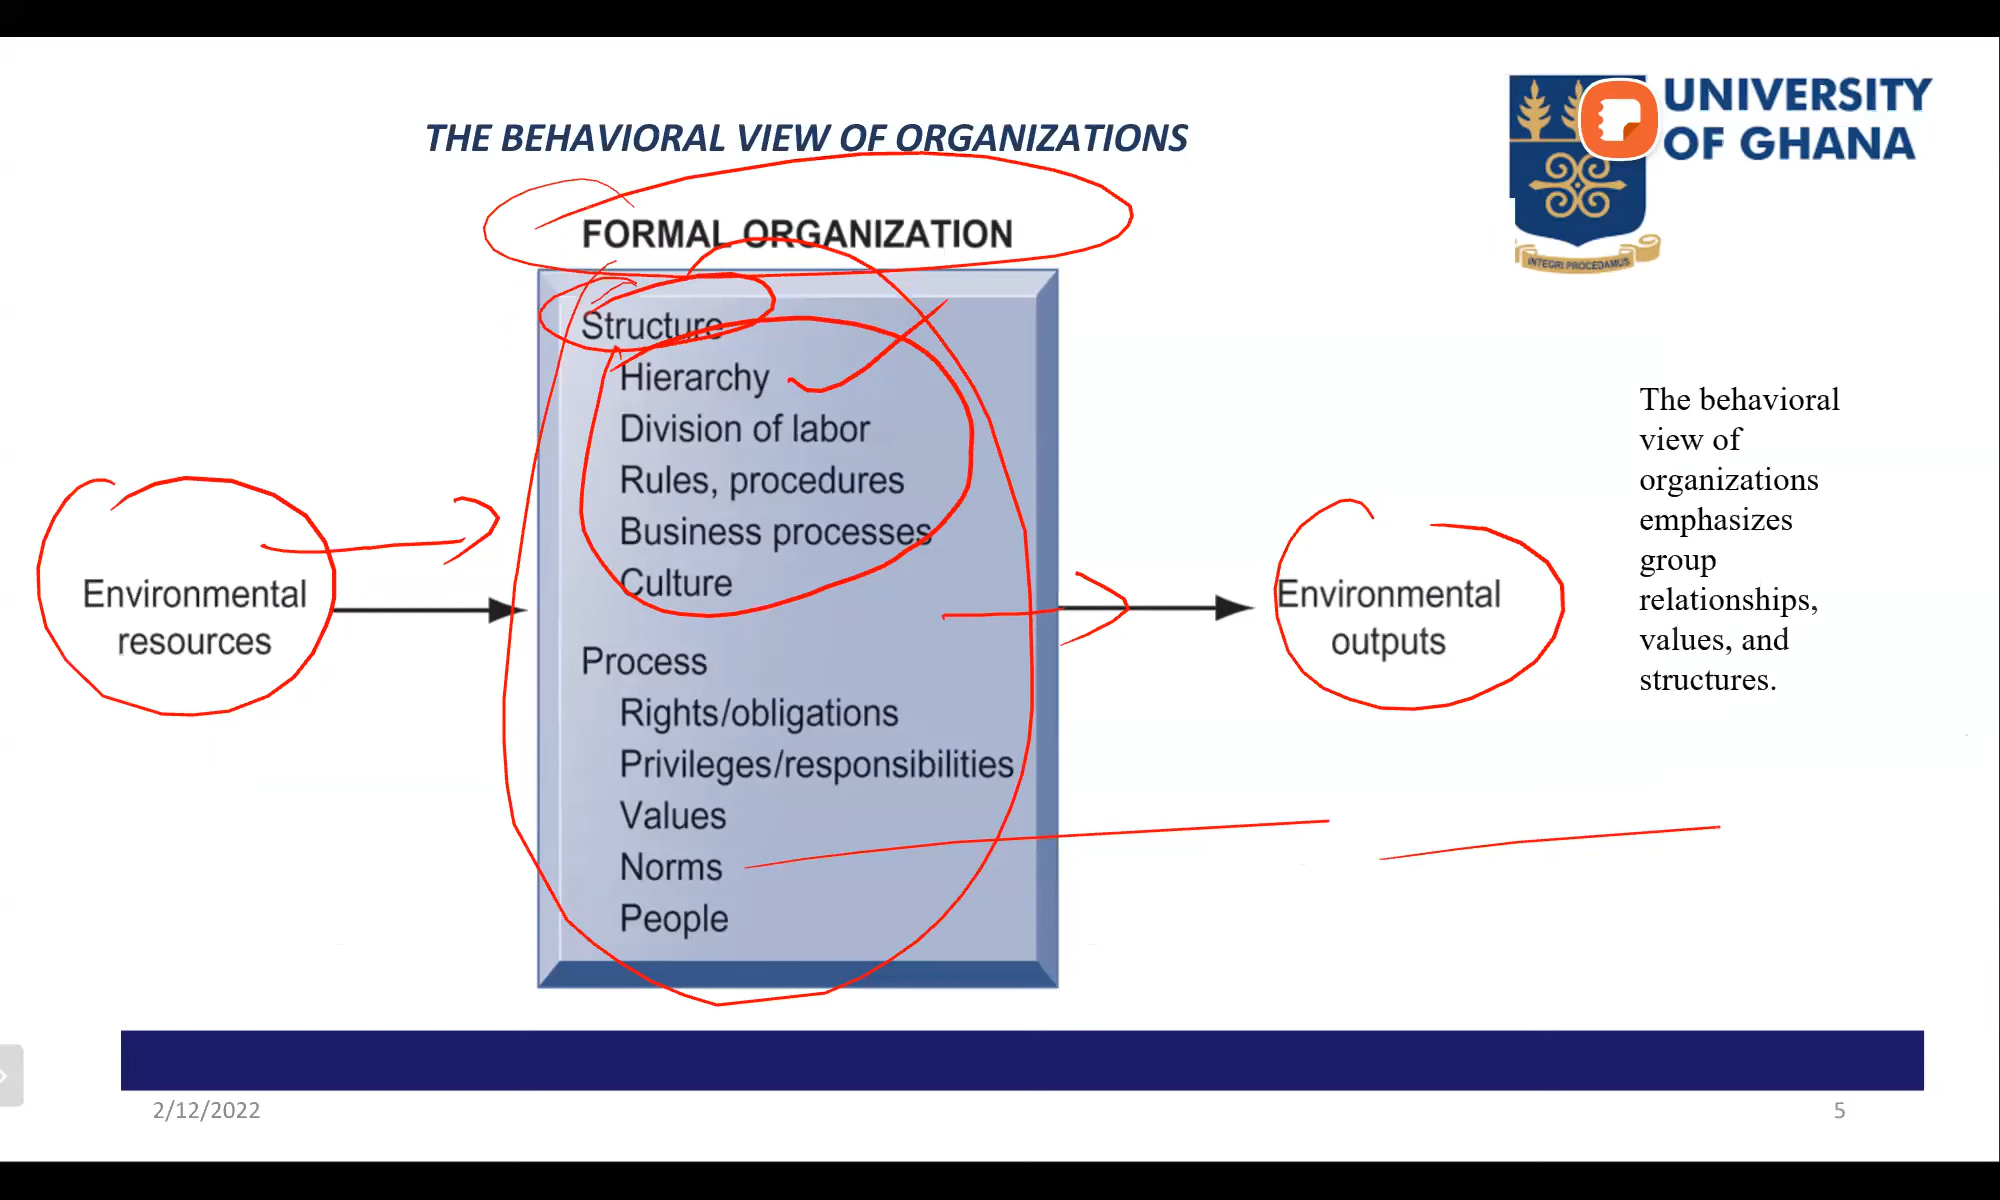 UNIVERSITY
OF GHANA
INTEGRI PROCEDAMUS
THE BEHAVIORAL VIEW OF ORGANIZATIONS
FORMAL ORGANIZATION
Structure
Hierarchy
Division of labor
Rules, procedures
Business processes
Culture
Process
Rights/obligations
Privileges/responsibilities
Values
Norms
People
Environmental
resources
Environmental
outputs
The behavioral
view of
organizations
emphasizes
group
relationships,
values, and
structures.
2/12/2022
5